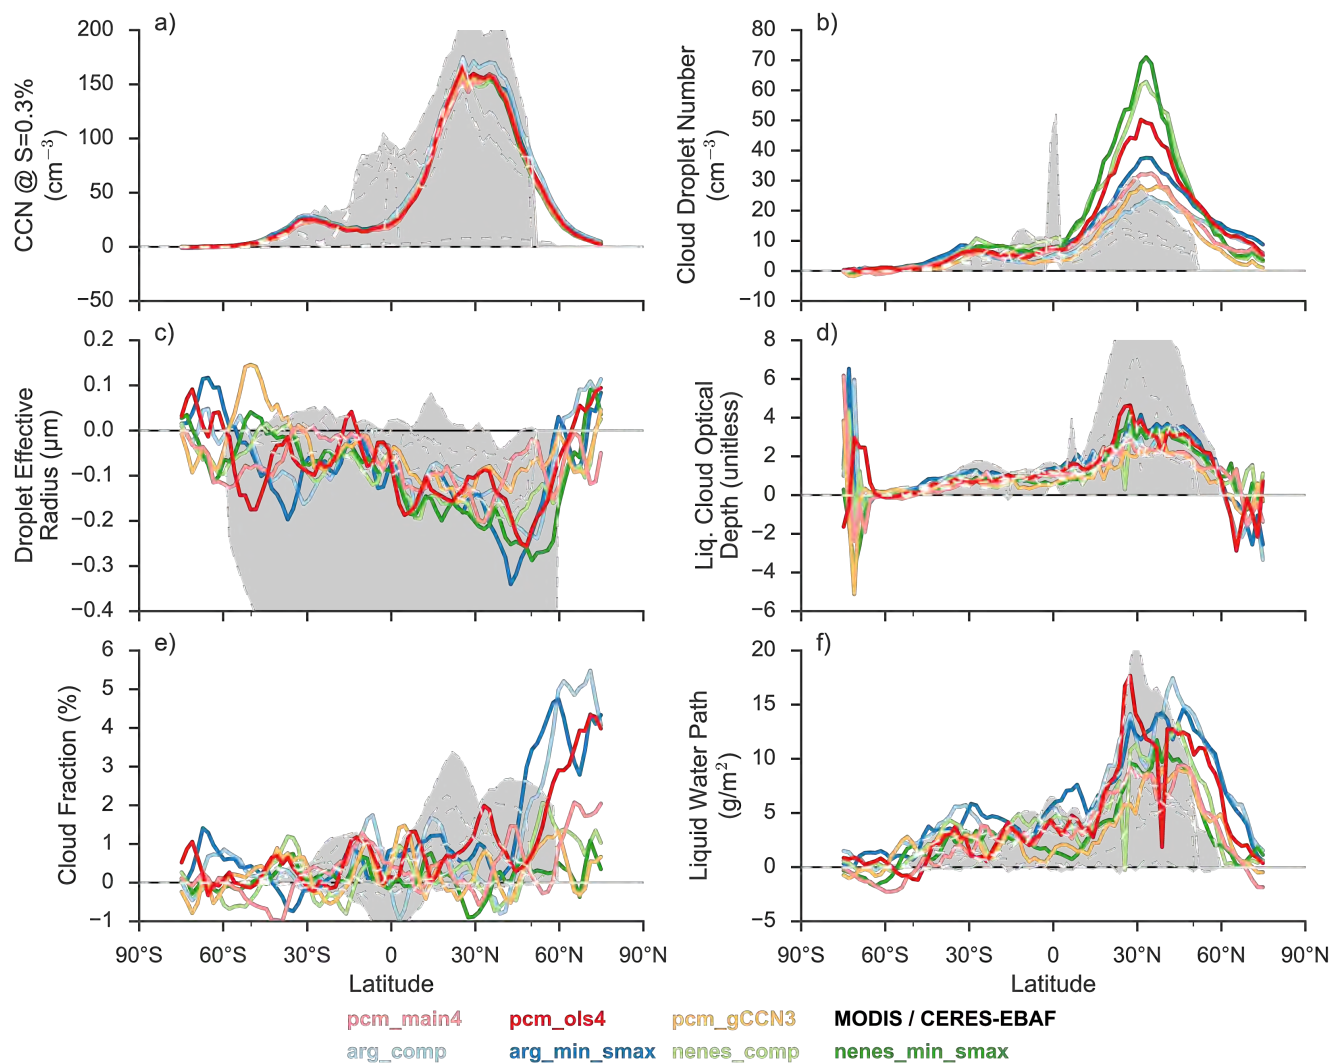 a)
CCN @ S=0.3%
(cm⁻³)
200
150
100
50
0
−50
b)
Cloud Droplet Number
(cm⁻³)
80
70
60
50
40
30
20
10
0
−10
c)
Droplet Effective
Radius (µm)
0.2
0.1
0.0
−0.1
−0.2
−0.3
−0.4
d)
Liq. Cloud Optical
Depth (unitless)
8
6
4
2
0
−2
−4
−6
e)
Cloud Fraction (%)
6
5
4
3
2
1
0
−1
90°S 60°S 30°S 0 30°N 60°N 90°N
Latitude
f)
Liquid Water Path
(g/m²)
20
15
10
5
0
−5
90°S 60°S 30°S 0 30°N 60°N 90°N
Latitude
pcm_main4 pcm_ols4 pcm_gCCN3 MODIS / CERES-EBAF
arg_comp arg_min_smax nenes_comp nenes_min_smax